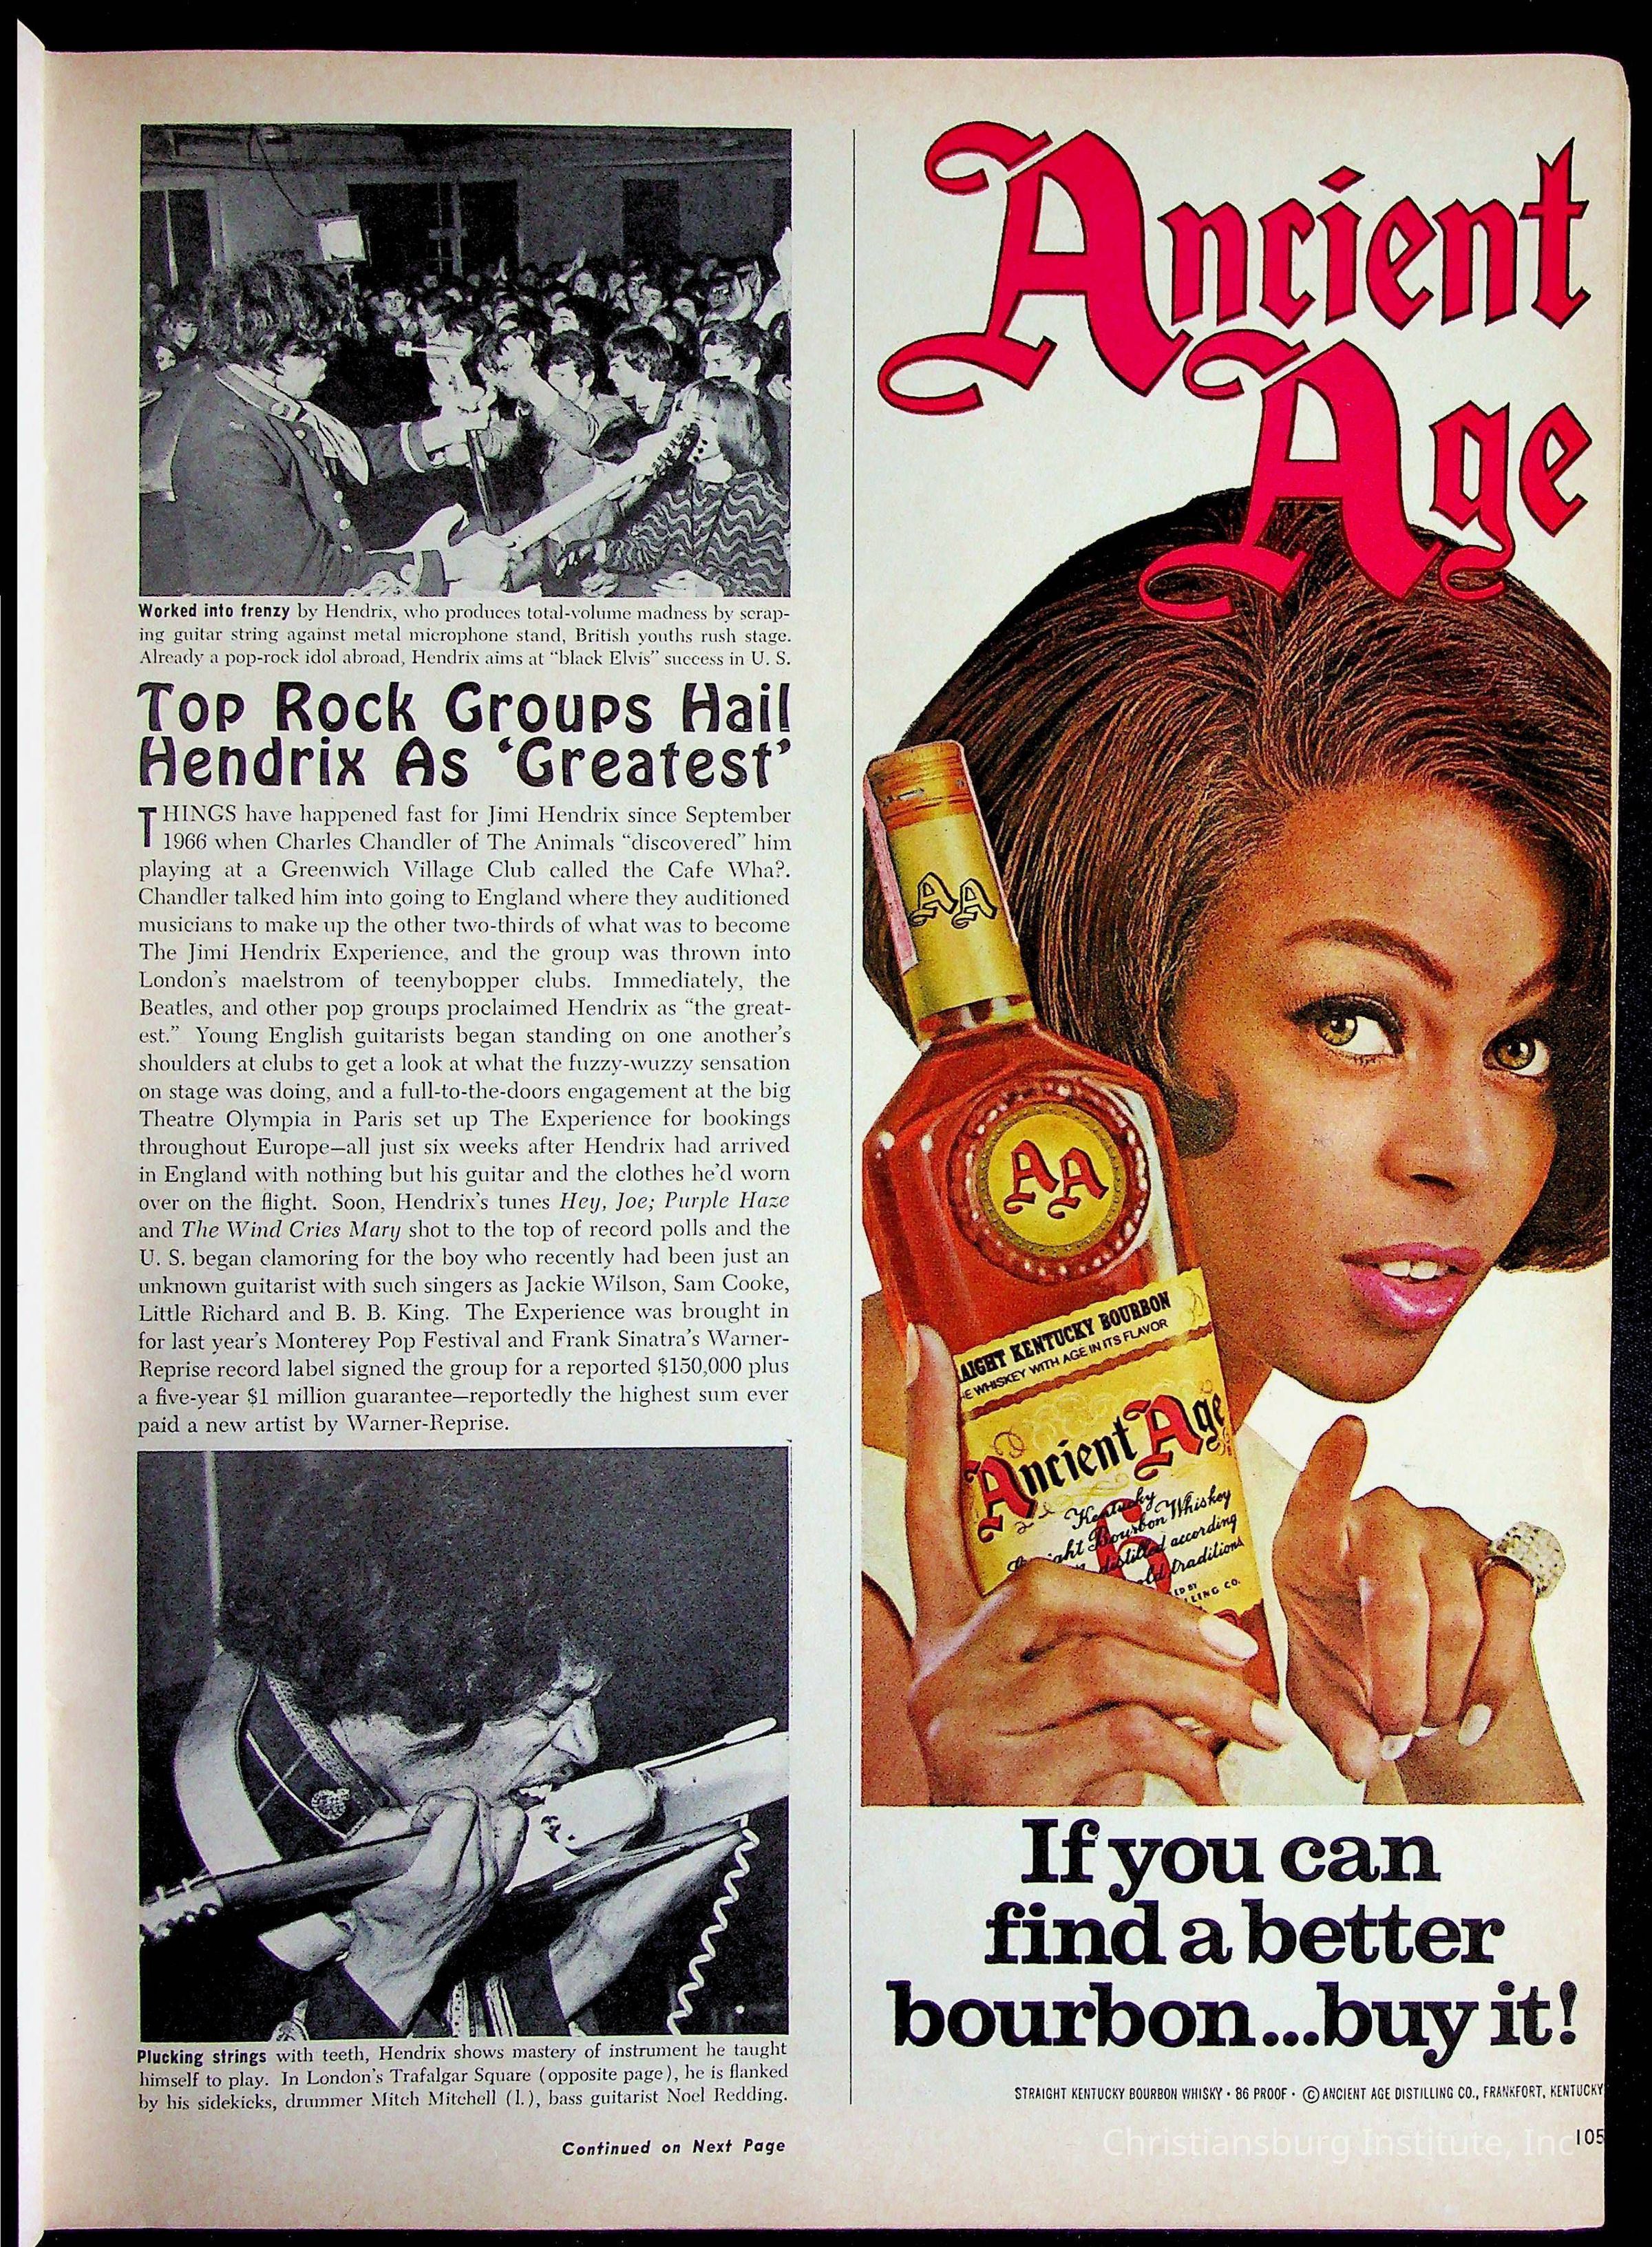 Worked into frenzy by Hendrix, who produces total-volume madness by scrap-
ing guitar string against metal microphone stand, British youths rush stage.
Already a pop-rock idol abroad, Hendrix aims at “black Elvis” success in U. S.
Top Rock Groups Hail
Hendrix As ‘Greatest’
THINGS have happened fast for Jimi Hendrix since September
1966 when Charles Chandler of The Animals “discovered” him
playing at a Greenwich Village Club called the Cafe Wha?.
Chandler talked him into going to England where they auditioned
musicians to make up the other two-thirds of what was to become
The Jimi Hendrix Experience, and the group was thrown into
London’s maelstrom of teenybopper clubs. Immediately, the
Beatles, and other pop groups proclaimed Hendrix as “the great-
est.” Young English guitarists began standing on one another’s
shoulders at clubs to get a look at what the fuzzy-wuzzy sensation
on stage was doing, and a full-to-the-doors engagement at the big
Theatre Olympia in Paris set up The Experience for bookings
throughout Europe—all just six weeks after Hendrix had arrived
in England with nothing but his guitar and the clothes he’d worn
over on the flight. Soon, Hendrix’s tunes Hey, Joe; Purple Haze
and The Wind Cries Mary shot to the top of record polls and the
U. S. began clamoring for the boy who recently had been just an
unknown guitarist with such singers as Jackie Wilson, Sam Cooke,
Little Richard and B. B. King. The Experience was brought in
for last year’s Monterey Pop Festival and Frank Sinatra’s Warner-
Reprise record label signed the group for a reported $150,000 plus
a five-year $1 million guarantee—reportedly the highest sum ever
paid a new artist by Warner-Reprise.
Plucking strings with teeth, Hendrix shows mastery of instrument he taught
himself to play. In London’s Trafalgar Square (opposite page), he is flanked
by his sidekicks, drummer Mitch Mitchell (l.), bass guitarist Noel Redding.
Continued on Next Page
Ancient
Age
AA
AA
AIGHT KENTUCKY BOURBON
E WHISKEY WITH AGE IN ITS FLAVOR
Ancient Age
6
Kentucky
ight Bourbon Whiskey
distilled according
old traditions
ED BY
LLING CO.
If you can
find a better
bourbon...buy it!
STRAIGHT KENTUCKY BOURBON WHISKY • 86 PROOF • © ANCIENT AGE DISTILLING CO., FRANKFORT, KENTUCKY
Christiansburg Institute, Inc
105